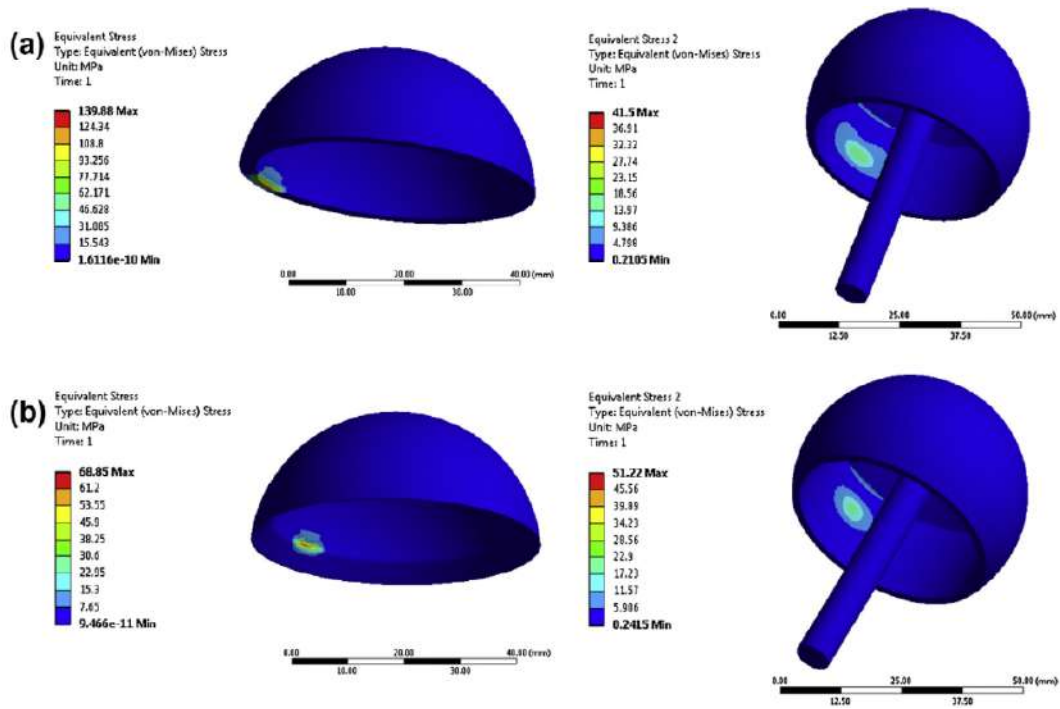 (a)
Equivalent Stress
Type: Equivalent (von-Mises) Stress
Unit: MPa
Time: 1
139.88 Max
124.34
108.8
93.256
77.714
62.171
46.628
31.085
15.543
1.6116e-10 Min
0.00
20.00
40.00 (mm)
10.00
30.00
Equivalent Stress 2
Type: Equivalent (von-Mises) Stress
Unit: MPa
Time: 1
41.5 Max
36.91
32.32
27.74
23.15
18.56
13.97
9.386
4.798
0.2105 Min
0.00
25.00
50.00 (mm)
12.50
37.50
(b)
Equivalent Stress
Type: Equivalent (von-Mises) Stress
Unit: MPa
Time: 1
68.85 Max
61.2
53.55
45.9
38.25
30.6
22.95
15.3
7.65
9.466e-11 Min
0.00
20.00
40.00 (mm)
10.00
30.00
Equivalent Stress 2
Type: Equivalent (von-Mises) Stress
Unit: MPa
Time: 1
51.22 Max
45.56
39.89
34.23
28.56
22.9
17.23
11.57
5.906
0.2415 Min
0.00
25.00
50.00 (mm)
12.50
37.50